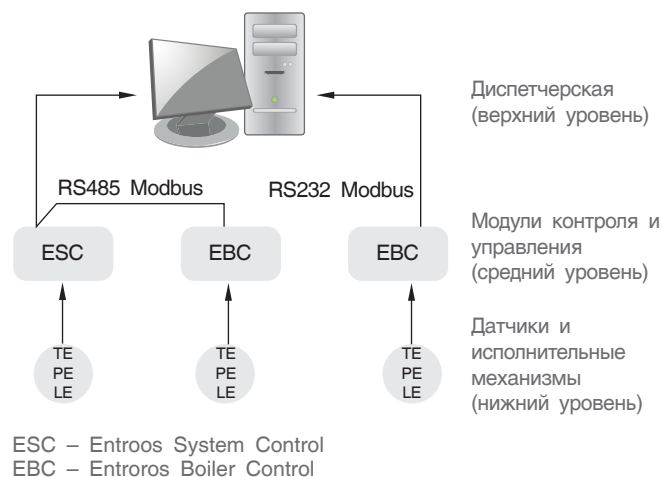 Диспетчерская
(верхний уровень)
RS485 Modbus
RS232 Modbus
ESC
EBC
EBC
Модули контроля и
управления
(средний уровень)
TE
PE
LE
TE
PE
LE
TE
PE
LE
Датчики и
исполнительные
механизмы
(нижний уровень)
ESC – Entroos System Control
EBC – Entroros Boiler Control